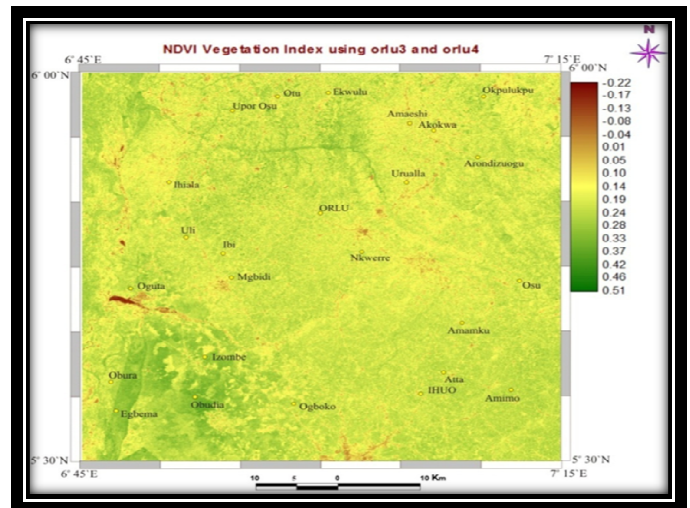 N
NDVI Vegetation Index using orlu3 and orlu4
6° 45´E
7° 15´E
6° 00´N
6° 00´N
Otu
Ekwulu
Okpulukpu
Upor Osu
Amaeshi
Akokwa
Arondizuogu
Urualla
Ihiala
ORLU
Uli
Ibi
Nkwerre
Mgbidi
Oguta
Osu
Amamku
Izombe
Obura
Atta
IHUO
Amimo
Obudia
Ogboko
Egbema
-0.22
-0.17
-0.13
-0.08
-0.04
0.01
0.05
0.10
0.14
0.19
0.24
0.28
0.33
0.37
0.42
0.46
0.51
5° 30´N
5° 30´N
6° 45´E
7° 15´E
10 5 0 10 Km